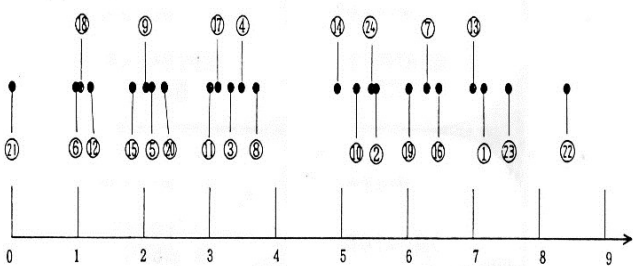 ⑱ ⑨ ⑰ ④ ⑭ ㉔ ⑦ ⑬
㉑ ⑥ ⑫ ⑮ ⑤ ⑳ ⑪ ③ ⑧ ⑩ ② ⑲ ⑯ ① ㉓ ㉒
0 1 2 3 4 5 6 7 8 9